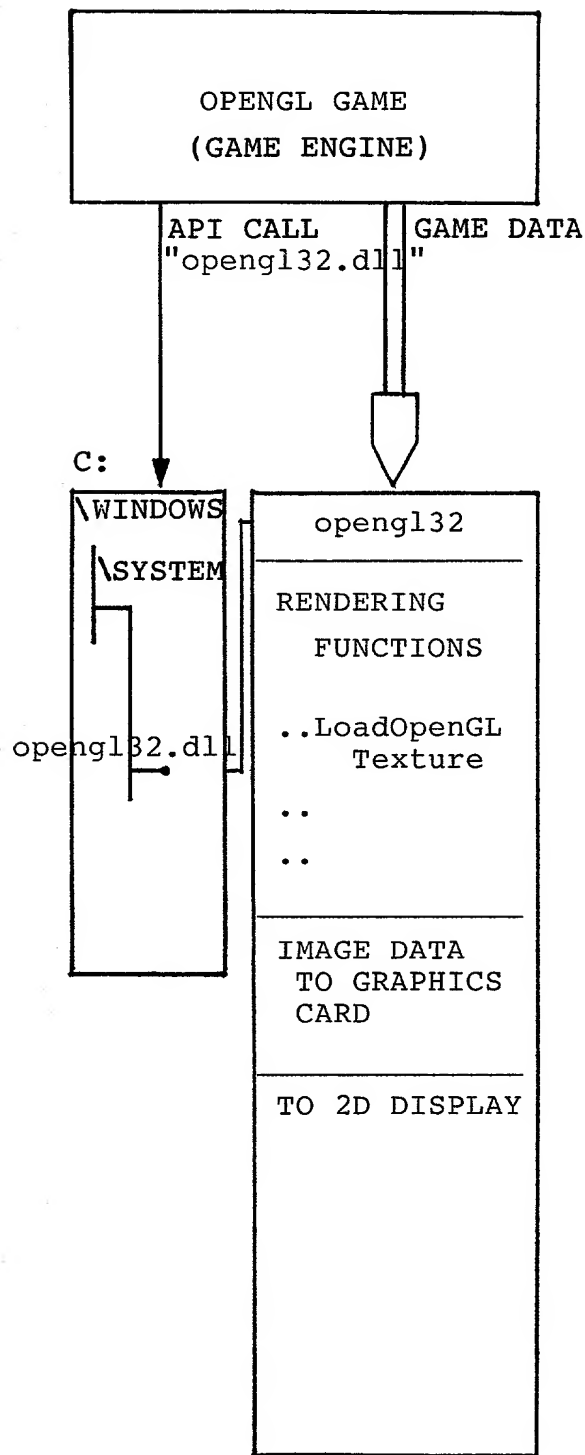 OPENGL GAME
(GAME ENGINE)
API CALL
"opengl32.dll"
GAME DATA
C:
\WINDOWS
\SYSTEM
opengl32.dll
opengl32
RENDERING
FUNCTIONS
..LoadOpenGL
Texture
..
..
IMAGE DATA
TO GRAPHICS
CARD
TO 2D DISPLAY